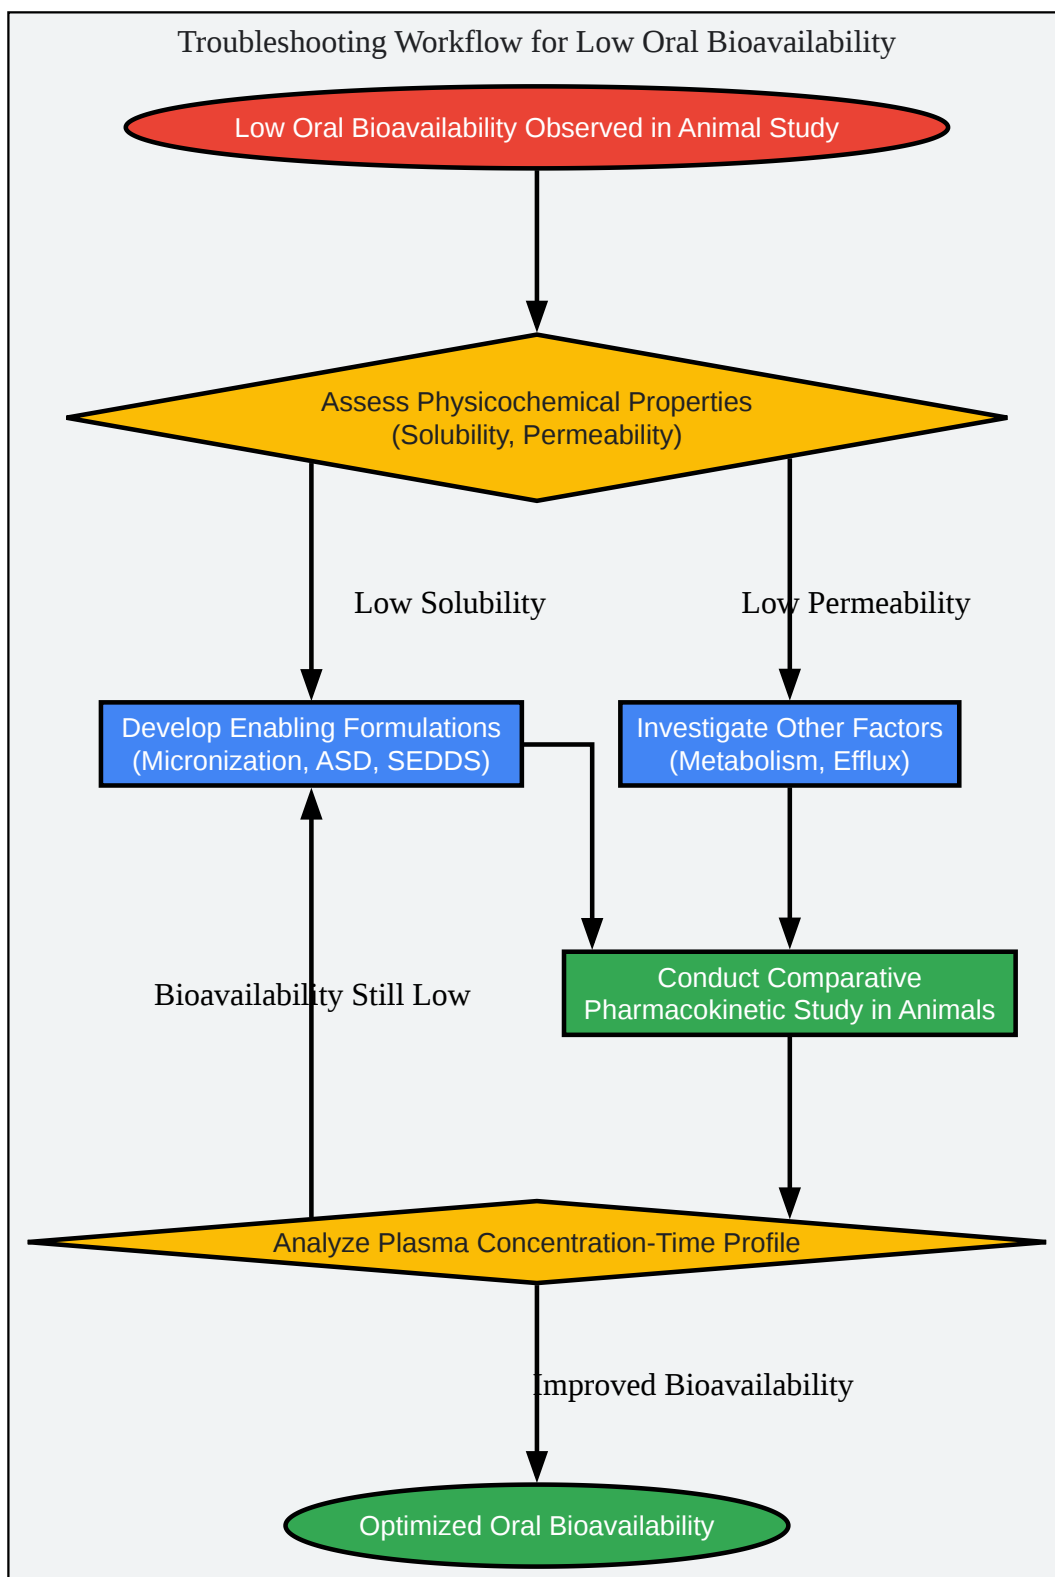 Troubleshooting Workflow for Low Oral Bioavailability
Low Oral Bioavailability Observed in Animal Study
Assess Physicochemical Properties
(Solubility, Permeability)
Low Solubility
Low Permeability
Develop Enabling Formulations
(Micronization, ASD, SEDDS)
Investigate Other Factors
(Metabolism, Efflux)
Conduct Comparative
Pharmacokinetic Study in Animals
Bioavailability Still Low
Analyze Plasma Concentration-Time Profile
Improved Bioavailability
Optimized Oral Bioavailability